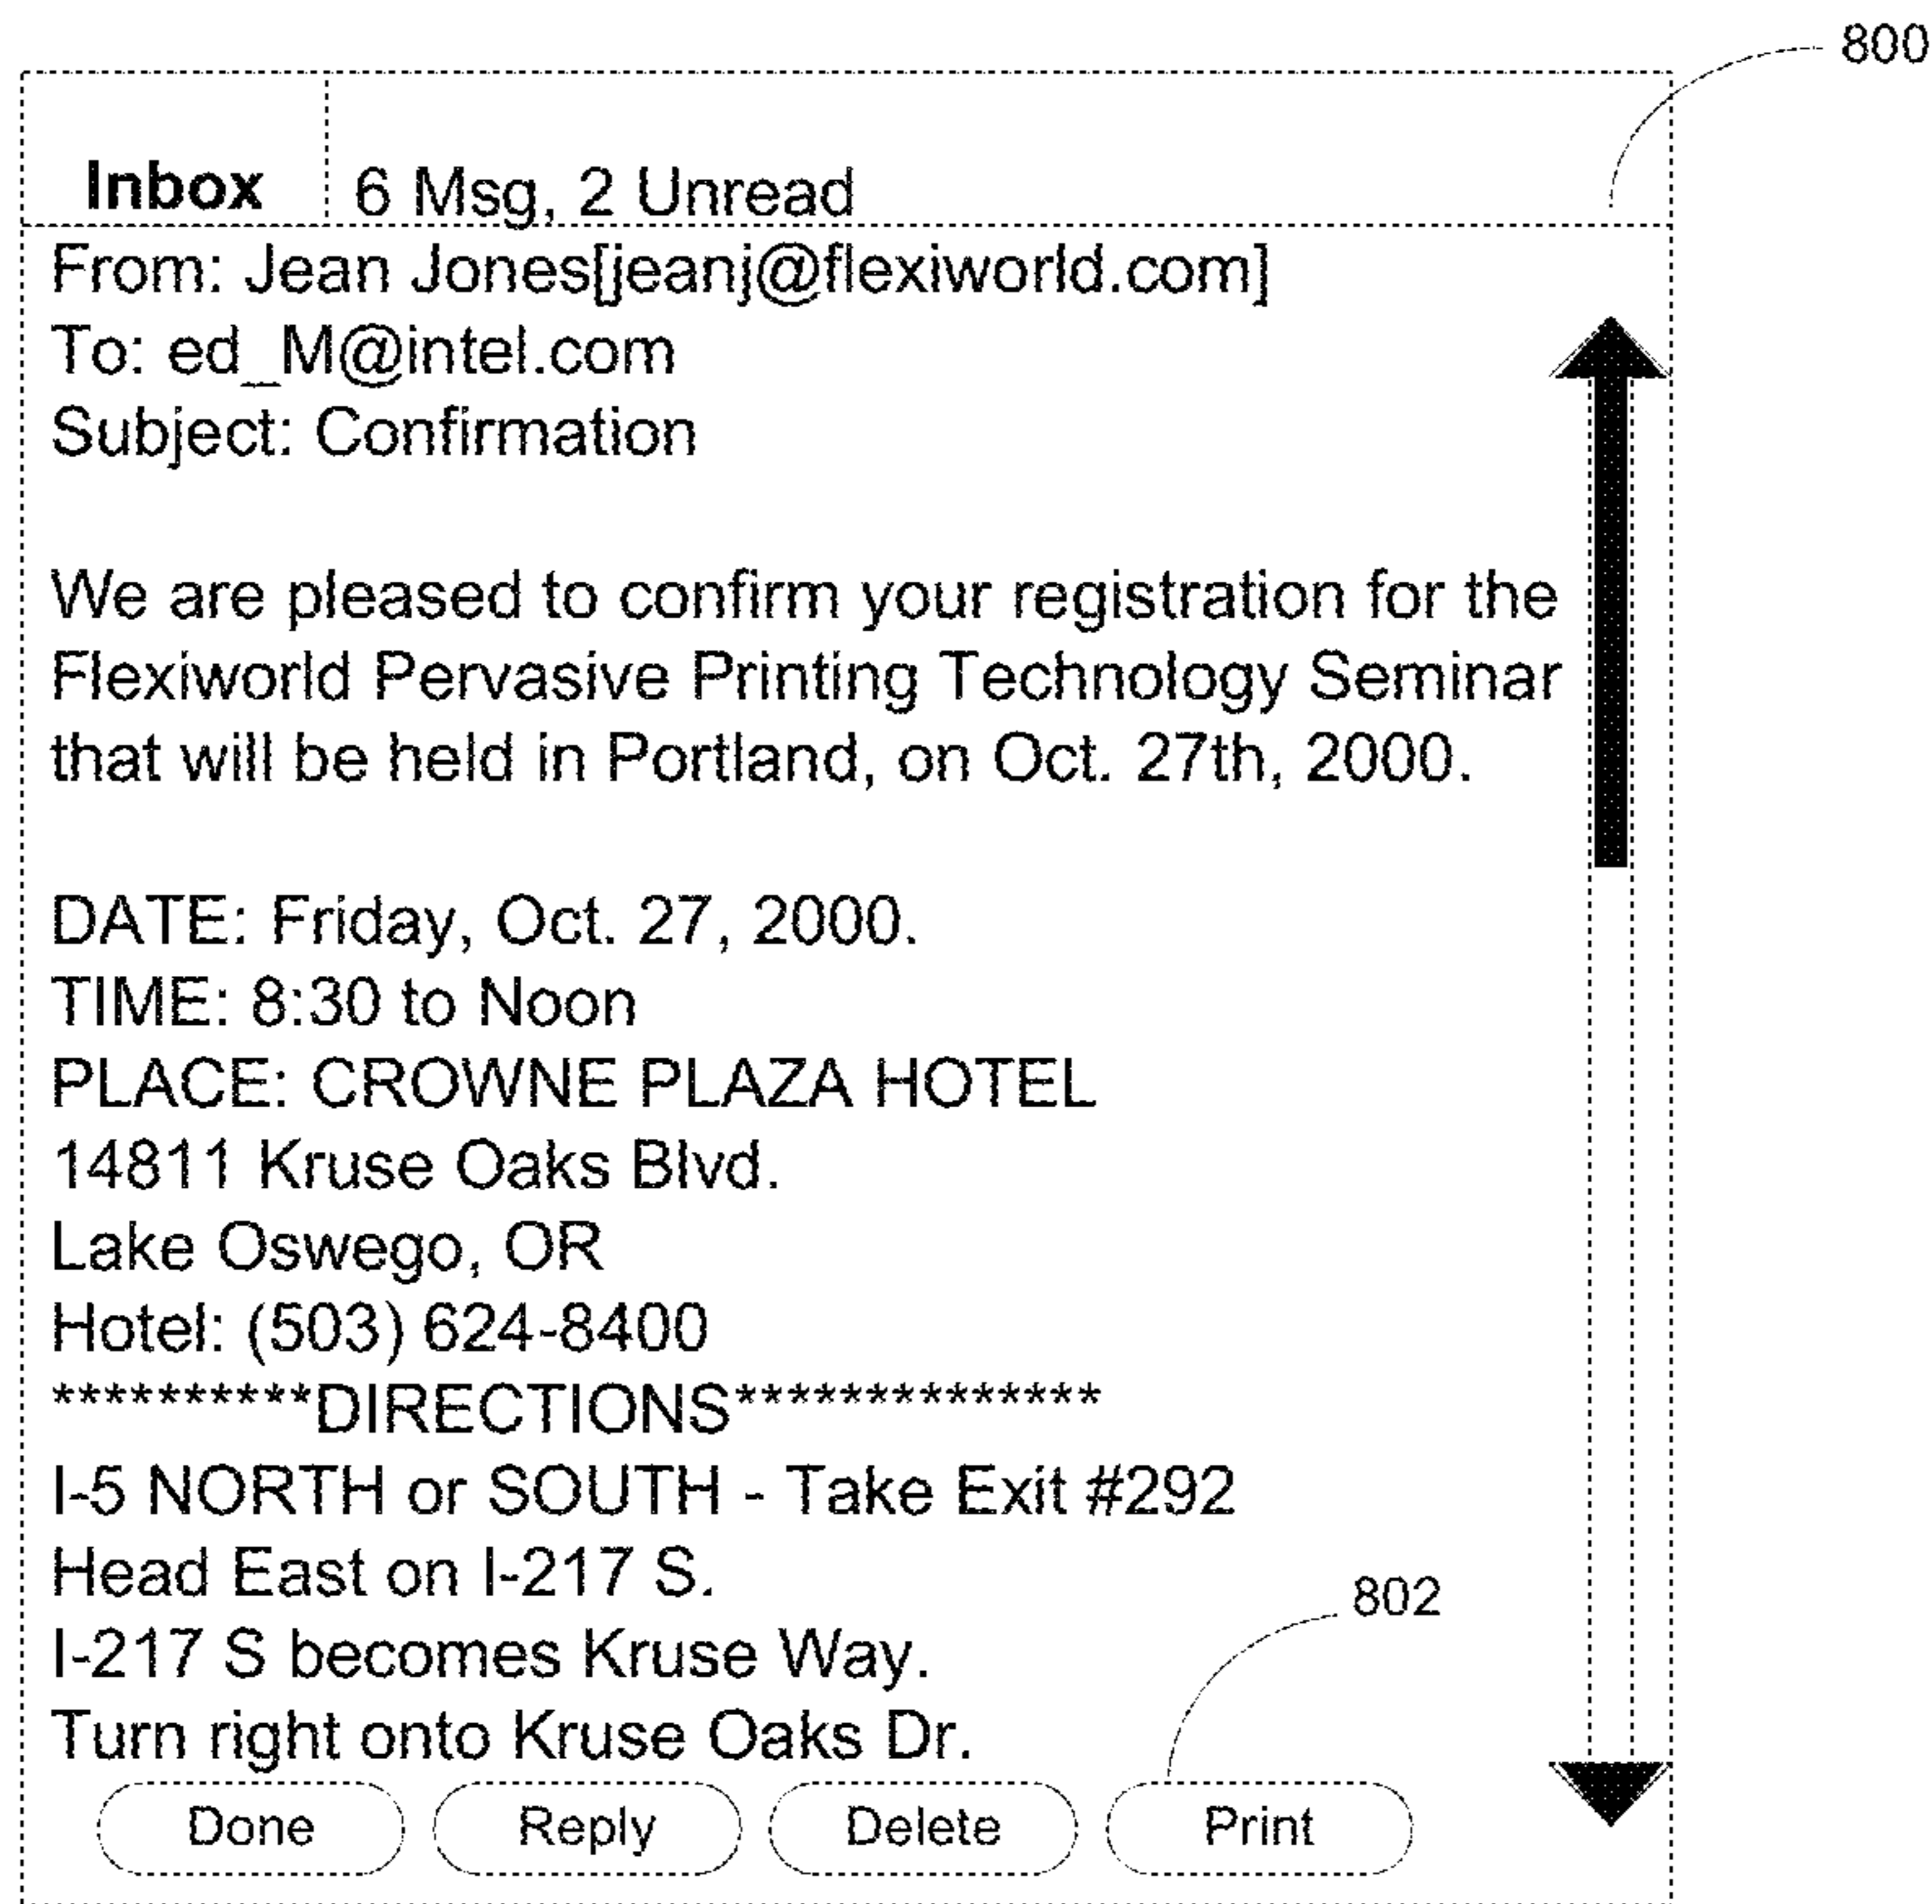 800
Inbox 6 Msg, 2 Unread
From: Jean Jones[jeanj@flexiworld.com]
To: ed_M@intel.com
Subject: Confirmation
We are pleased to confirm your registration for the
Flexiworld Pervasive Printing Technology Seminar
that will be held in Portland, on Oct. 27th, 2000.
DATE: Friday, Oct. 27, 2000.
TIME: 8:30 to Noon
PLACE: CROWNE PLAZA HOTEL
14811 Kruse Oaks Blvd.
Lake Oswego, OR
Hotel: (503) 624-8400
**********DIRECTIONS**************
I-5 NORTH or SOUTH - Take Exit #292
Head East on I-217 S.
802
I-217 S becomes Kruse Way.
Turn right onto Kruse Oaks Dr.
Done Reply Delete Print